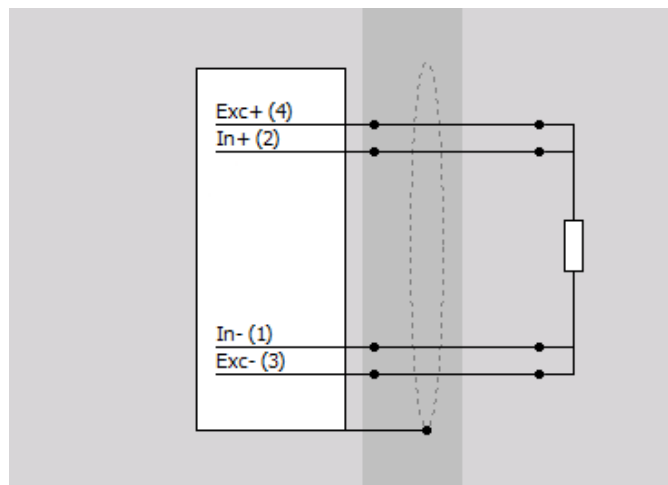 Exc+ (4)
In+ (2)
In- (1)
Exc- (3)